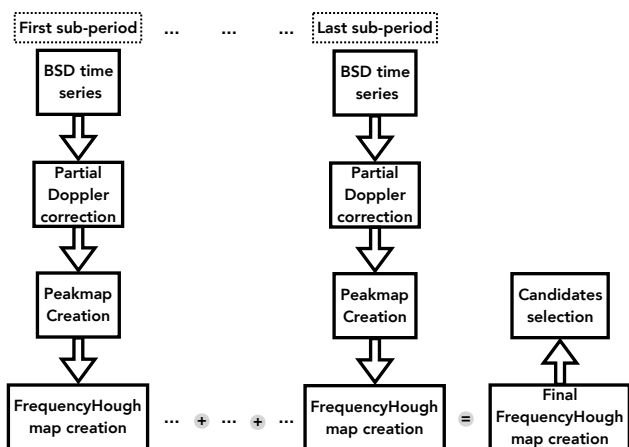 First sub-period ... ... ... Last sub-period
BSD time
series
BSD time
series
Partial
Doppler
correction
Partial
Doppler
correction
Peakmap
Creation
Peakmap
Creation
Candidates
selection
FrequencyHough
map creation
... + ... + ...
FrequencyHough
map creation
=
Final
FrequencyHough
map creation